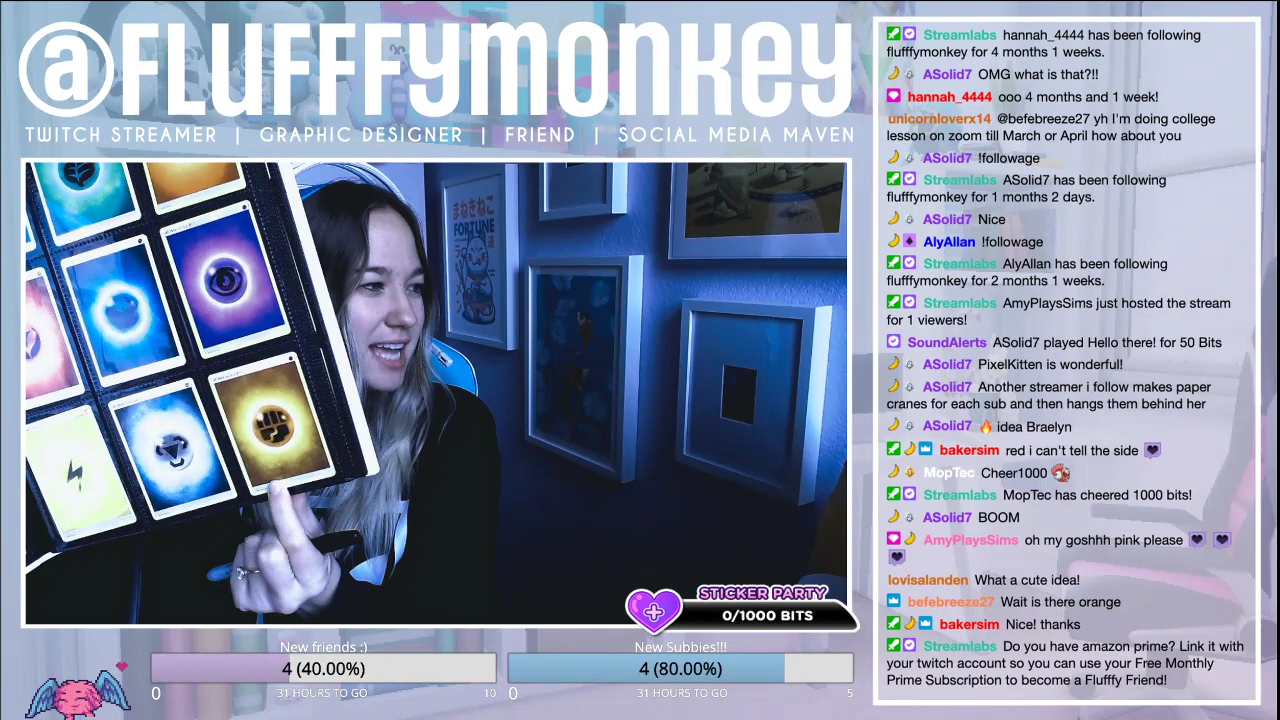 @FLUFFFYMONKEY
TWITCH STREAMER | GRAPHIC DESIGNER | FRIEND | SOCIAL MEDIA MAVEN
まねきねこ
FORTUNE
STICKER PARTY
0/1000 BITS
New friends :)
4 (40.00%)
0
31 HOURS TO GO
10
New Subbies!!!
4 (80.00%)
0
31 HOURS TO GO
5
Streamlabs hannah_4444 has been following
flufffymonkey for 4 months 1 weeks.
ASolid7 OMG what is that?!!
hannah_4444 ooo 4 months and 1 week!
unicornloverx14 @befebreeze27 yh I'm doing college
lesson on zoom till March or April how about you
ASolid7 !followage
Streamlabs ASolid7 has been following
flufffymonkey for 1 months 2 days.
ASolid7 Nice
AlyAllan !followage
Streamlabs AlyAllan has been following
flufffymonkey for 2 months 1 weeks.
Streamlabs AmyPlaysSims just hosted the stream
for 1 viewers!
SoundAlerts ASolid7 played Hello there! for 50 Bits
ASolid7 PixelKitten is wonderful!
ASolid7 Another streamer i follow makes paper
cranes for each sub and then hangs them behind her
ASolid7 🔥 idea Braelyn
bakersim red i can't tell the side
MopTec Cheer1000
Streamlabs MopTec has cheered 1000 bits!
ASolid7 BOOM
AmyPlaysSims oh my goshhh pink please
lovisalanden What a cute idea!
befebreeze27 Wait is there orange
bakersim Nice! thanks
Streamlabs Do you have amazon prime? Link it with
your twitch account so you can use your Free Monthly
Prime Subscription to become a Flufffy Friend!